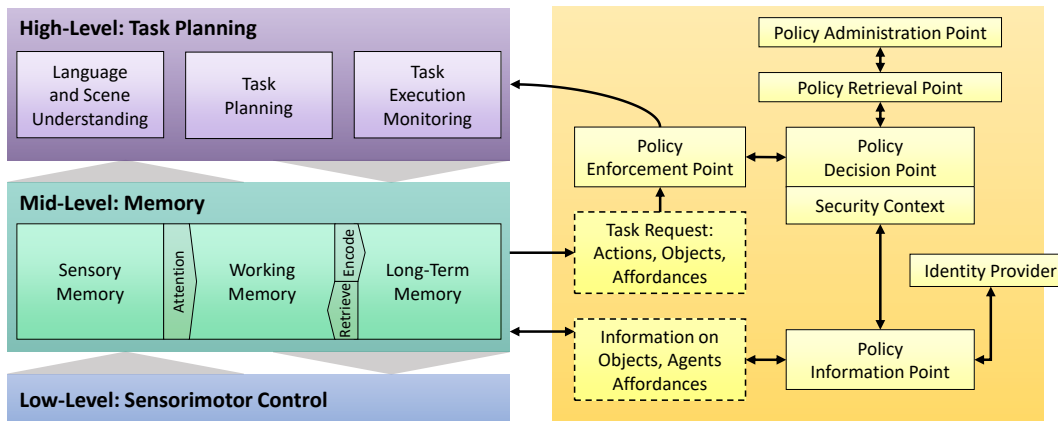 High-Level: Task Planning
Language
and Scene
Understanding
Task
Planning
Task
Execution
Monitoring
Mid-Level: Memory
Sensory
Memory
Attention
Working
Memory
Encode
Retrieve
Long-Term
Memory
Low-Level: Sensorimotor Control
Policy Administration Point
Policy Retrieval Point
Policy
Enforcement Point
Policy
Decision Point
Security Context
Task Request:
Actions, Objects,
Affordances
Identity Provider
Information on
Objects, Agents
Affordances
Policy
Information Point